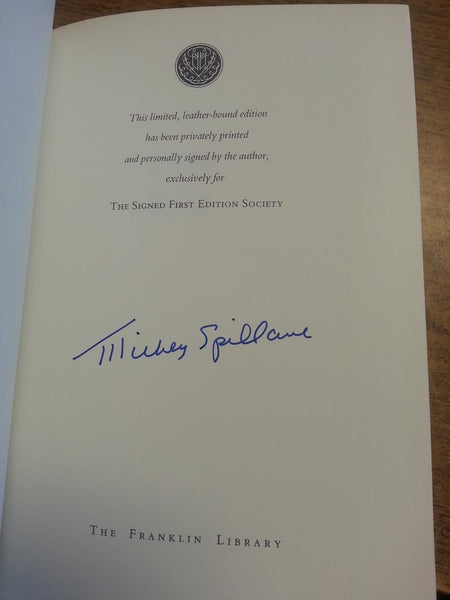 This limited, leather-bound edition
has been privately printed
and personally signed by the author,
exclusively for
THE SIGNED FIRST EDITION SOCIETY
Mickey Spillane
THE FRANKLIN LIBRARY